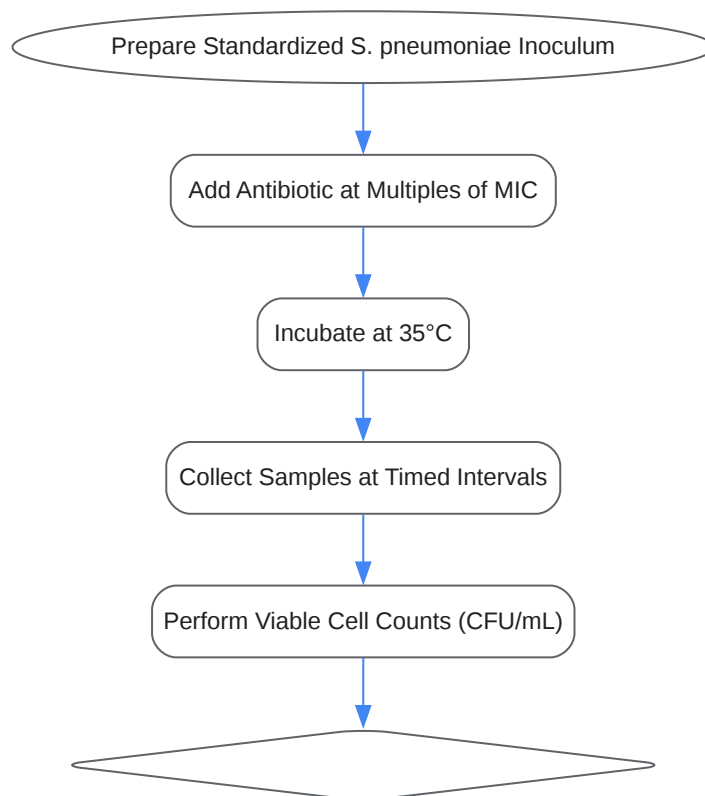 Prepare Standardized S. pneumoniae Inoculum
Add Antibiotic at Multiples of MIC
Incubate at 35°C
Collect Samples at Timed Intervals
Perform Viable Cell Counts (CFU/mL)